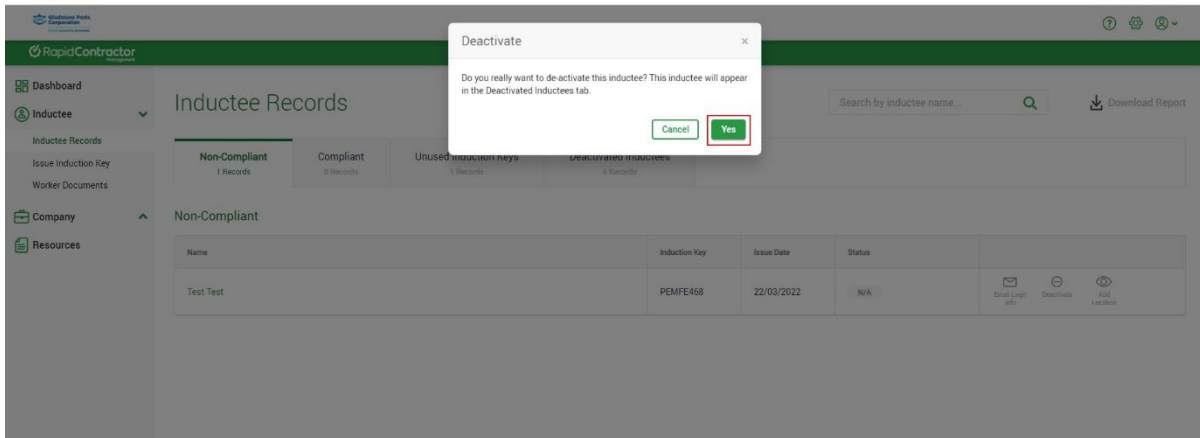 Gladstone Ports
Corporation
RapidContractor
management
Dashboard
Inductee
Inductee Records
Issue Induction Key
Worker Documents
Company
Resources
Inductee Records
Search by inductee name...
Download Report
Deactivate
×
Do you really want to de-activate this inductee? This inductee will appear
in the Deactivated Inductees tab.
Cancel
Yes
Non-Compliant
1 Records
Compliant
0 Records
Unused Induction Keys
1 Records
Deactivated Inductees
5 Records
Non-Compliant
Name
Induction Key
Issue Date
Status
Test Test
PEMFE468
22/03/2022
N/A
Email Login
Info
Deactivate
Add
Location